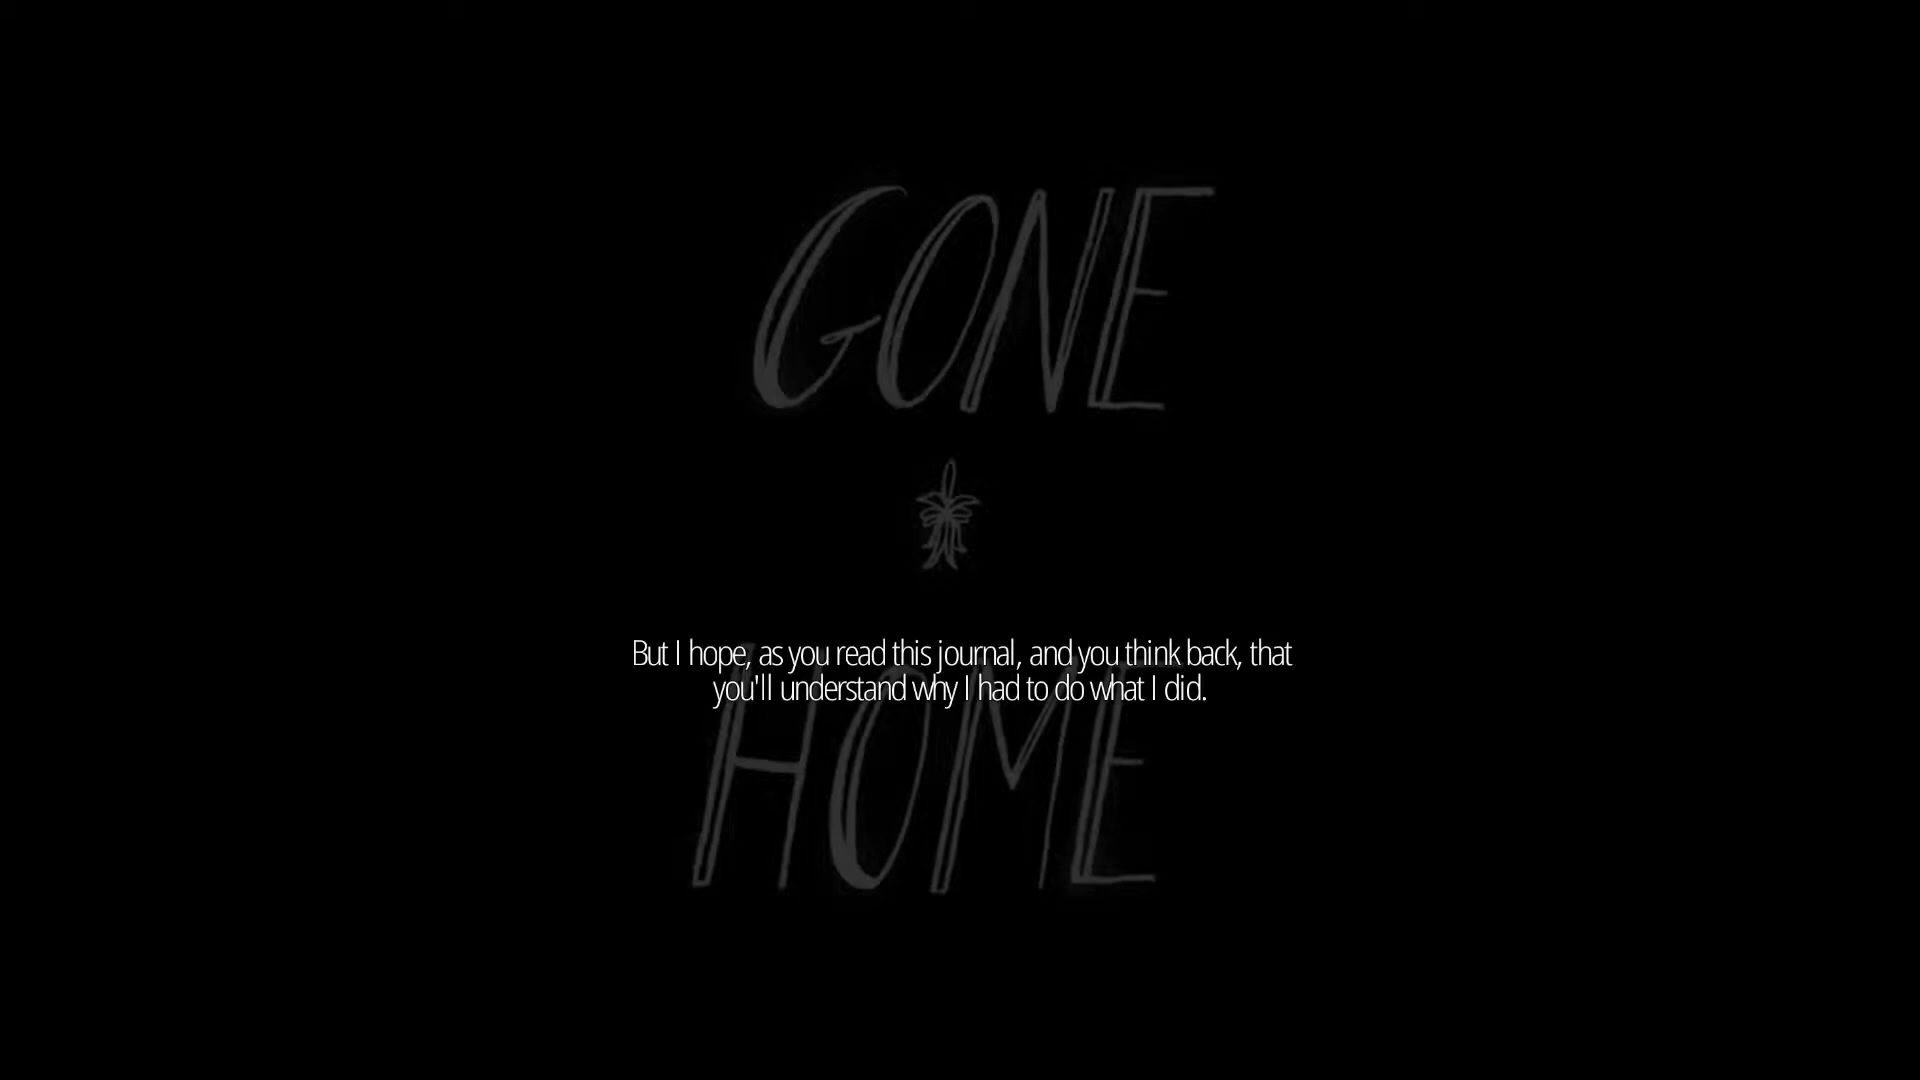 GONE
But I hope, as you read this journal, and you think back, that
you'll understand why I had to do what I did.
HOME